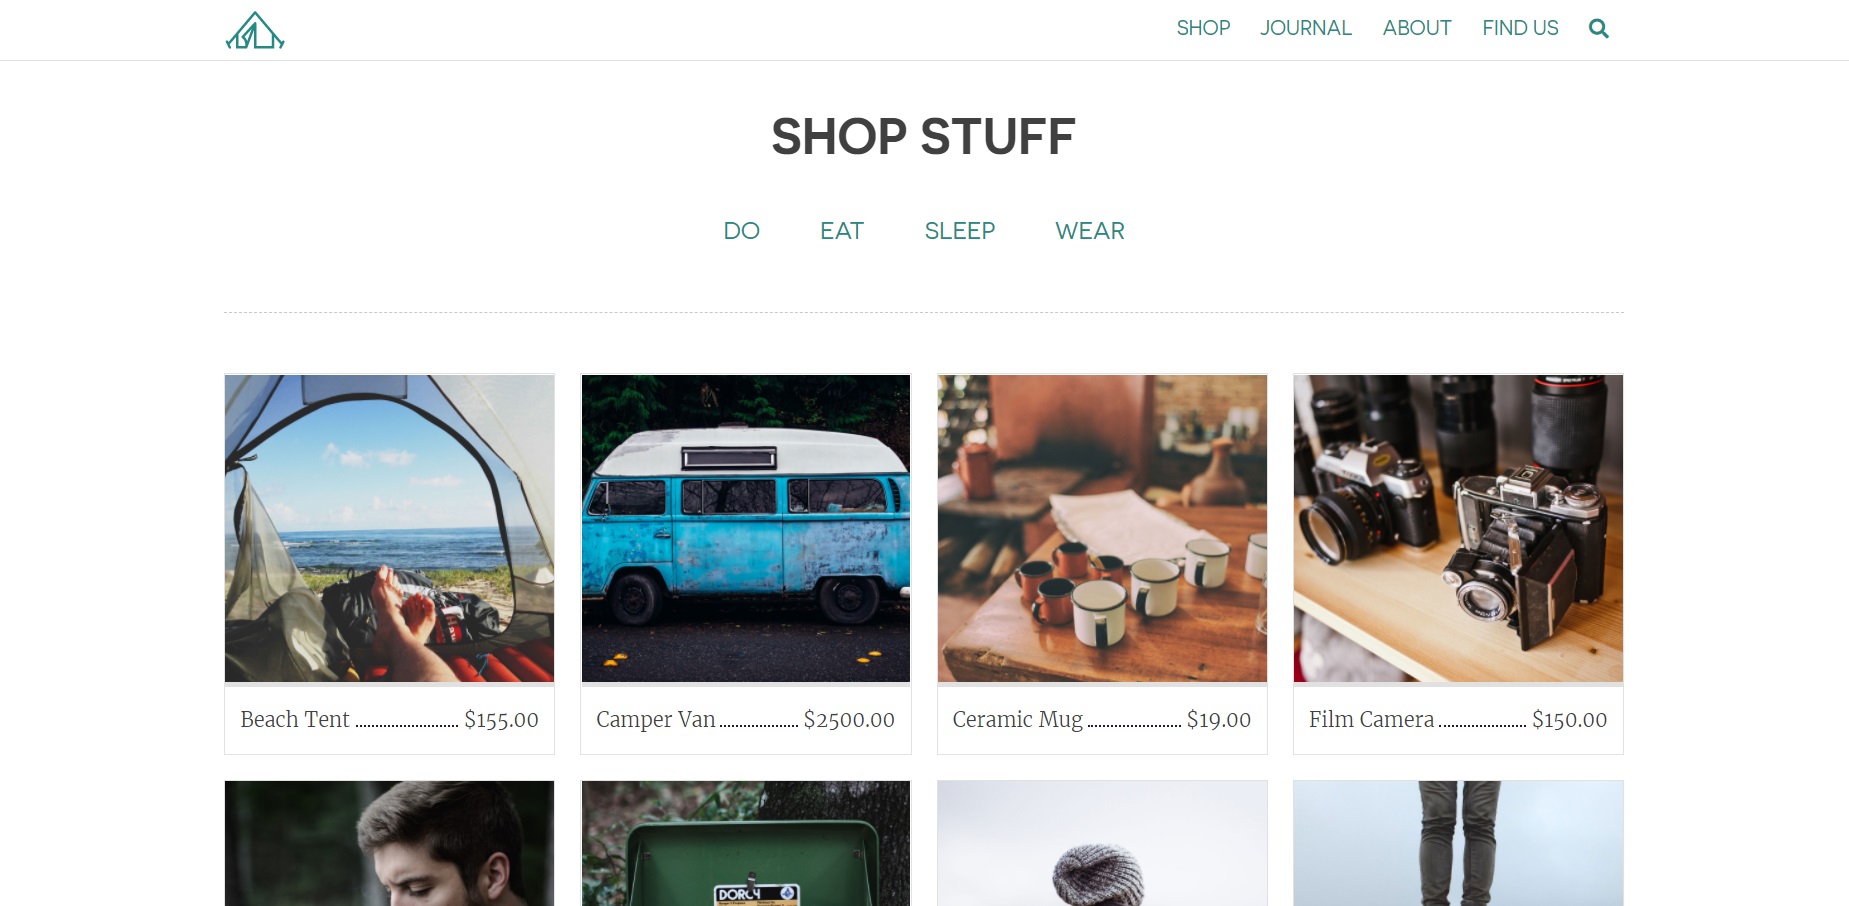 SHOP JOURNAL ABOUT FIND US
SHOP STUFF
DO EAT SLEEP WEAR
Beach Tent $155.00
Camper Van $2500.00
Ceramic Mug $19.00
Film Camera $150.00
DORCY